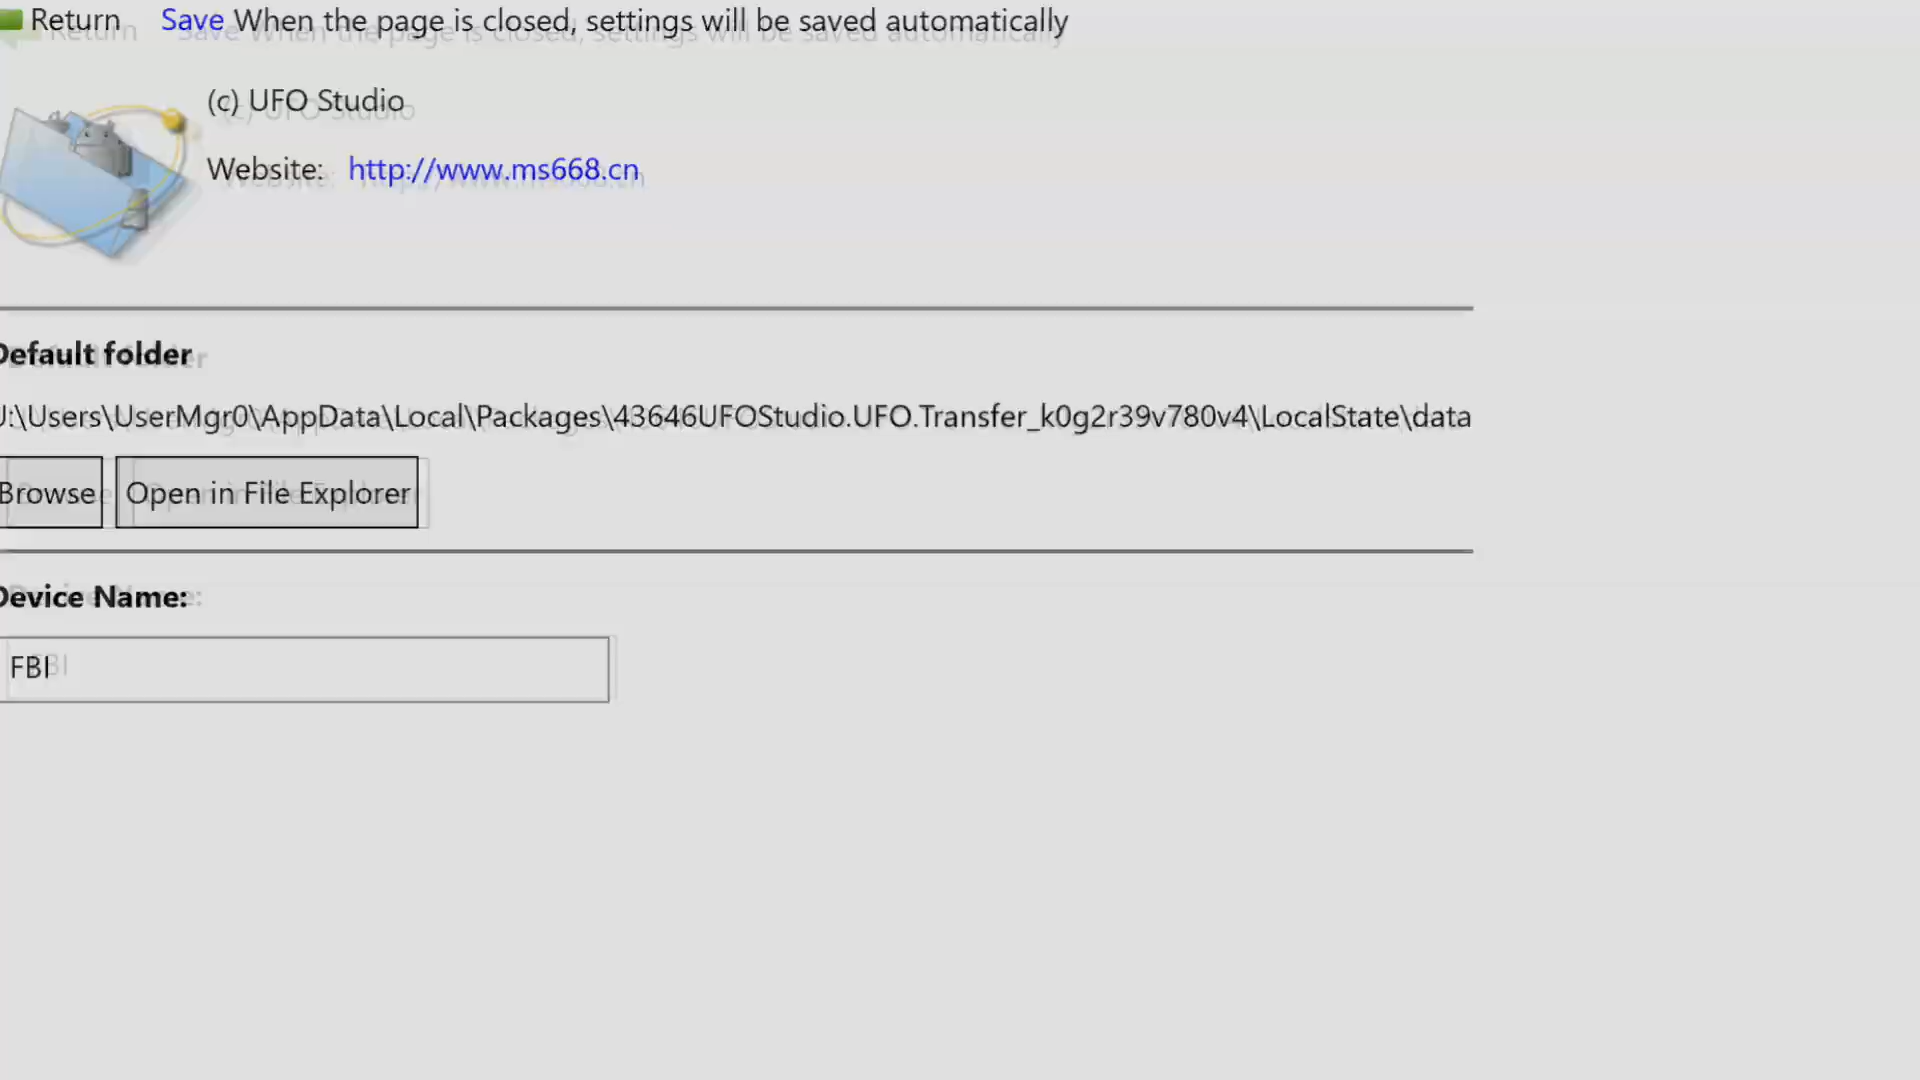 Return Save When the page is closed, settings will be saved automatically
(c) UFO Studio
Website: http://www.ms668.cn
Default folder
U:\Users\UserMgr0\AppData\Local\Packages\43646UFOStudio.UFO.Transfer_k0g2r39v780v4\LocalState\data
Browse Open in File Explorer
Device Name:
FBI